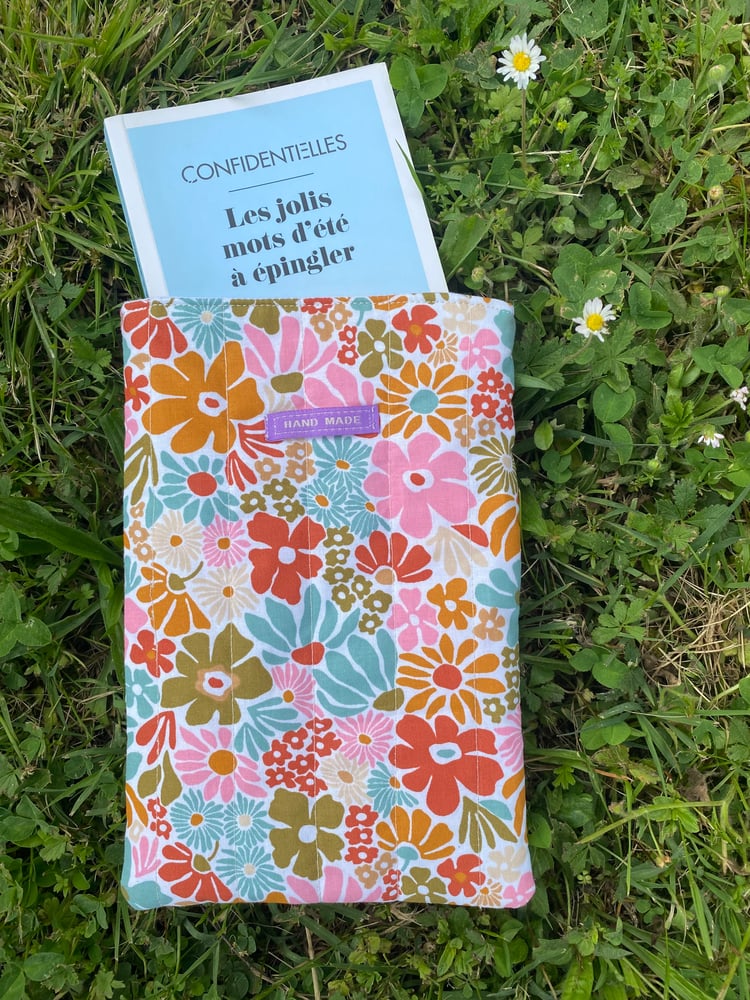 CONFIDENTIELLES
Les jolis
mots d'été
à épingler
HAND MADE